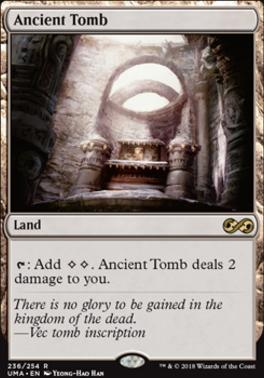 Ancient Tomb
Land
: Add ◇◇. Ancient Tomb deals 2
damage to you.
There is no glory to be gained in the
kingdom of the dead.
—Vec tomb inscription
236/254 R
UMA • EN Yeong-Hao Han
™ & © 2018 Wizards of the Coast